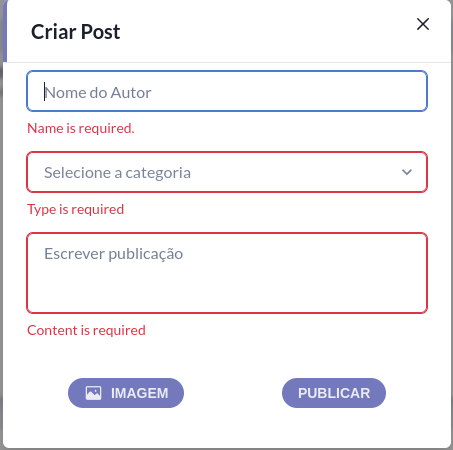 Criar Post
Nome do Autor
Name is required.
Selecione a categoria
Type is required
Escrever publicação
Content is required
IMAGEM
PUBLICAR